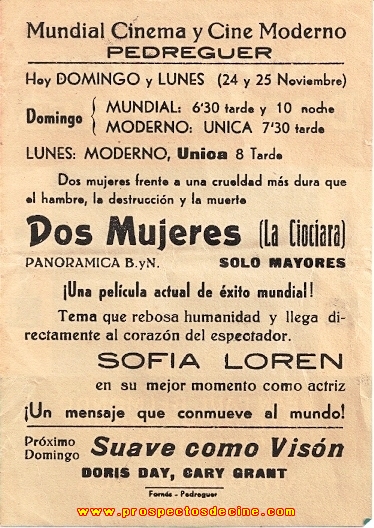 Mundial Cinema y Cine Moderno
PEDREGUER
Hoy DOMINGO y LUNES (24 y 25 Noviembre)
Domingo { MUNDIAL: 6'30 tarde y 10 noche
MODERNO: UNICA 7'30 tarde
LUNES: MODERNO, Unica 8 Tarde
Dos mujeres frente a una crueldad más dura que
el hambre, la destrucción y la muerte
Dos Mujeres (La Ciociara)
PANORAMICA B.yN. SOLO MAYORES
¡Una película actual de éxito mundial!
Tema que rebosa humanidad y llega di-
rectamente al corazón del espectador.
SOFIA LOREN
en su mejor momento como actriz
¡Un mensaje que conmueve al mundo!
Próximo
Domingo Suave como Visón
DORIS DAY, CARY GRANT
Fornés - Pedreguer
www.prospectosdecine.com